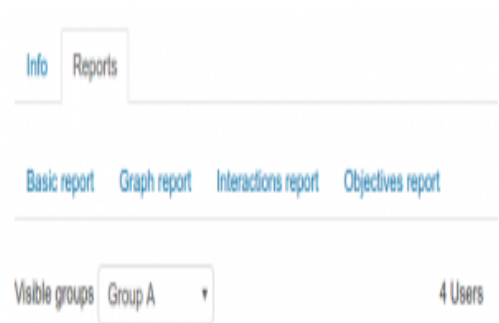 Info Reports
Basic report Graph report Interactions report Objectives report
Visible groups Group A 4 Users